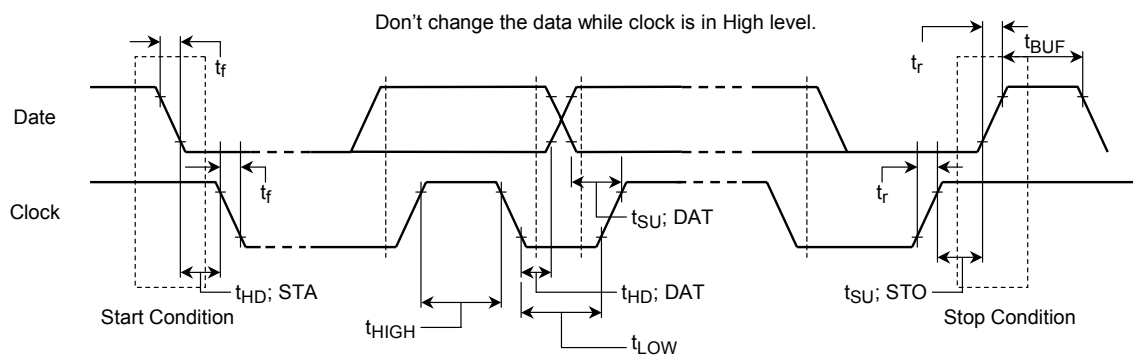 Don't change the data while clock is in High level.
tf
tr
tBUF
Date
tf
tr
Clock
tSU; DAT
tHD; STA
tHD; DAT
tSU; STO
Start Condition
tHIGH
Stop Condition
tLOW